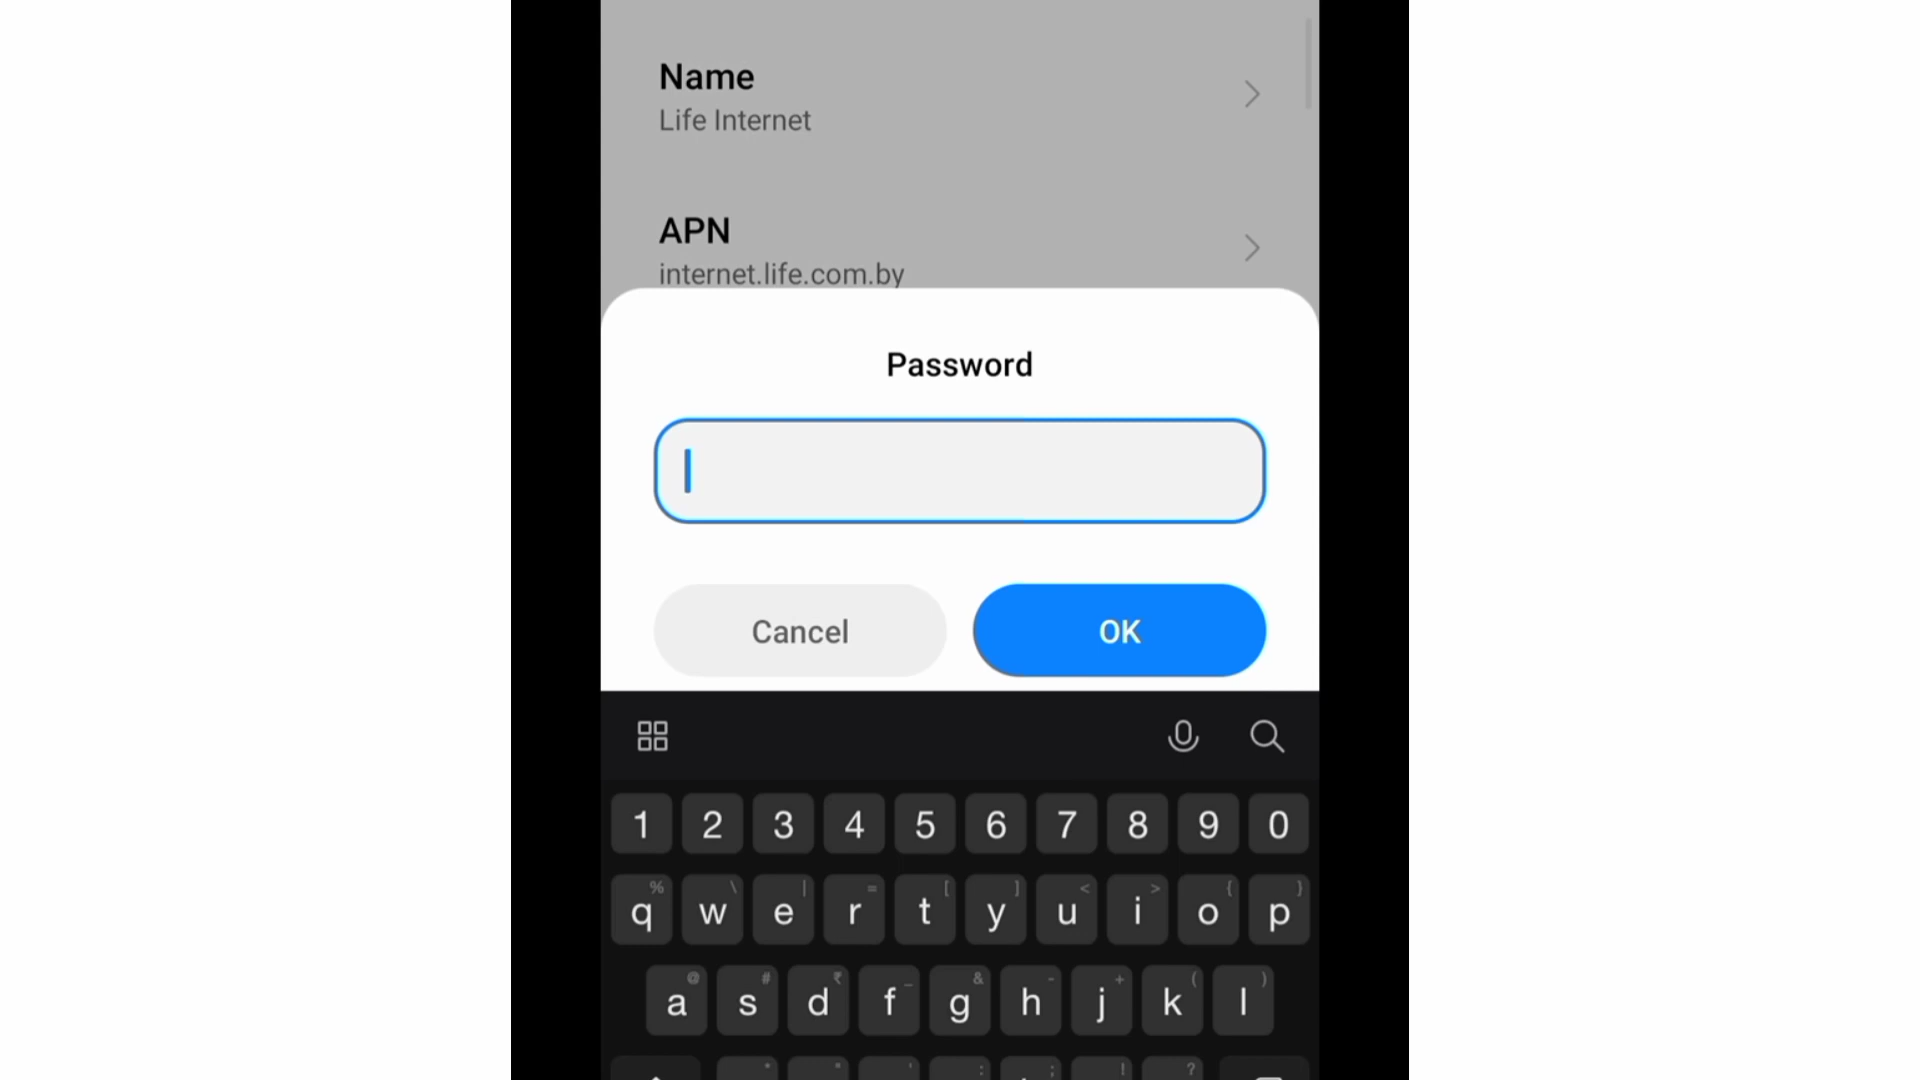 Name
Life Internet
APN
internet.life.com.by
Password
Cancel OK
1 2 3 4 5 6 7 8 9 0
% \ | = [ ] < > { }
q w e r t y u i o p
@ # ₹ _ & - + ( )
a s d f g h j k l
* " ' : ; ! ?